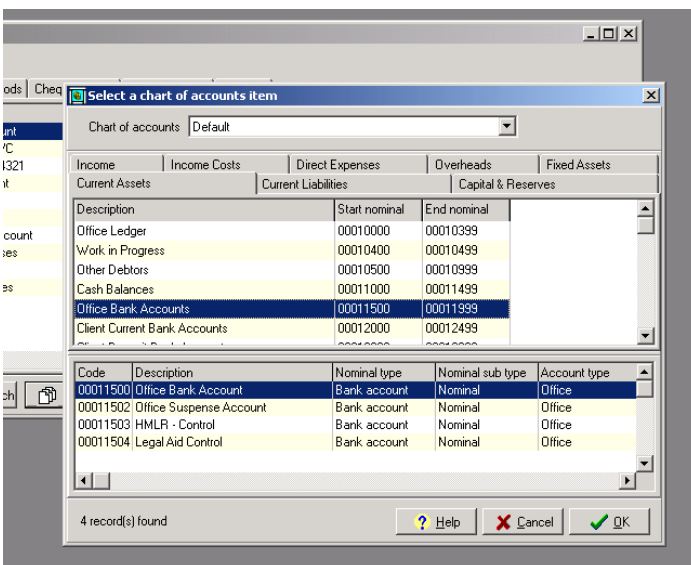 ods Cheq
Select a chart of accounts item
Chart of accounts Default
Income Income Costs Direct Expenses Overheads Fixed Assets
Current Assets Current Liabilities Capital & Reserves
Description Start nominal End nominal
Office Ledger 00010000 00010399
Work in Progress 00010400 00010499
Other Debtors 00010500 00010999
Cash Balances 00011000 00011499
Office Bank Accounts 00011500 00011999
Client Current Bank Accounts 00012000 00012499
unt
/C
4321
nt
count
ses
es
ch
Code Description Nominal type Nominal sub type Account type
00011500 Office Bank Account Bank account Nominal Office
00011502 Office Suspense Account Bank account Nominal Office
00011503 HMLR - Control Bank account Nominal Office
00011504 Legal Aid Control Bank account Nominal Office
4 record(s) found
? Help Cancel OK